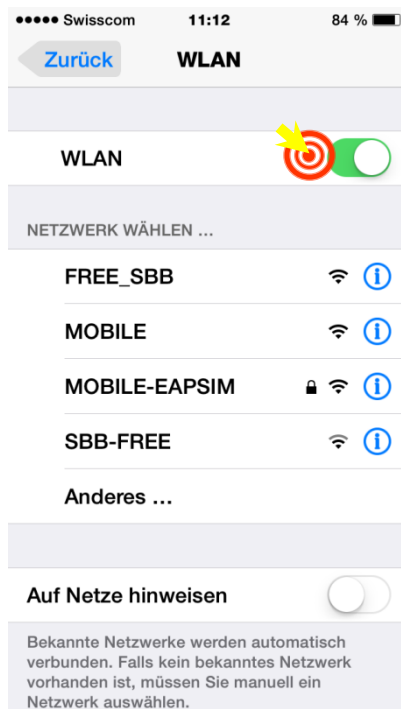 Swisscom 11:12 84 %
Zurück WLAN
WLAN
NETZWERK WÄHLEN ...
FREE_SBB
MOBILE
MOBILE-EAPSIM
SBB-FREE
Anderes ...
Auf Netze hinweisen
Bekannte Netzwerke werden automatisch
verbunden. Falls kein bekanntes Netzwerk
vorhanden ist, müssen Sie manuell ein
Netzwerk auswählen.